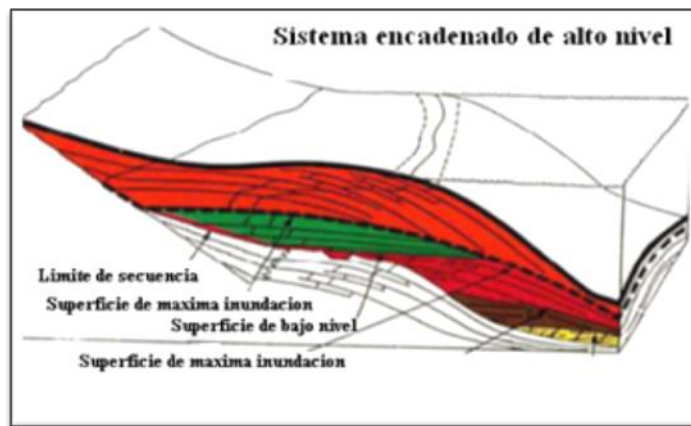 Sistema encadenado de alto nivel
Limite de secuencia
Superficie de maxima inundacion
Superficie de bajo nivel
Superficie de maxima inundacion